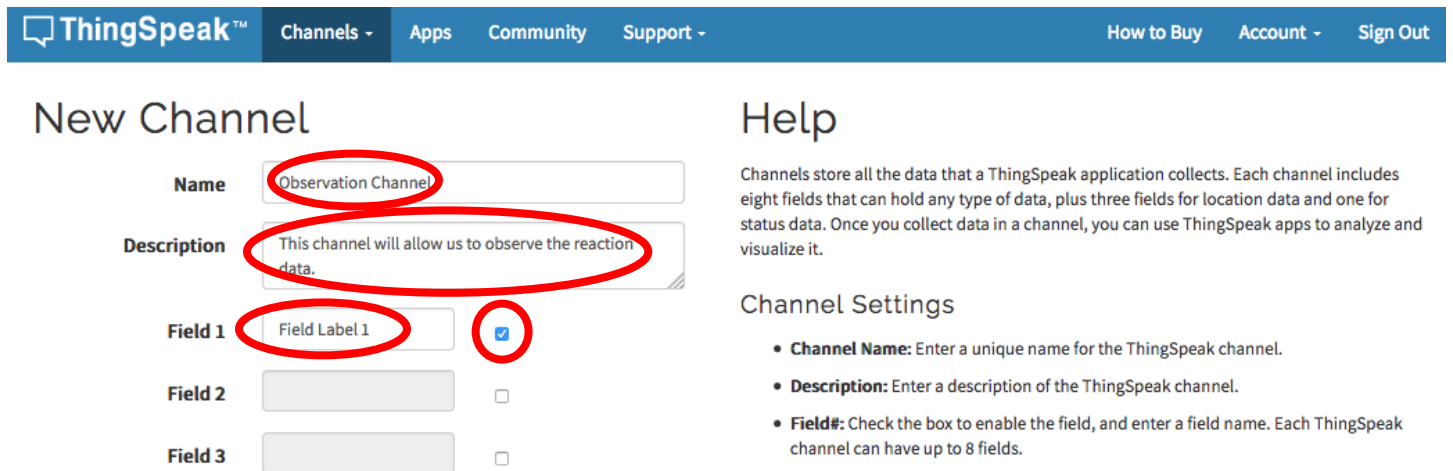 ThingSpeak™ Channels Apps Community Support How to Buy Account Sign Out
New Channel
Name Observation Channel
Description This channel will allow us to observe the reaction
data.
Field 1 Field Label 1
Field 2
Field 3
Help
Channels store all the data that a ThingSpeak application collects. Each channel includes
eight fields that can hold any type of data, plus three fields for location data and one for
status data. Once you collect data in a channel, you can use ThingSpeak apps to analyze and
visualize it.
Channel Settings
• Channel Name: Enter a unique name for the ThingSpeak channel.
• Description: Enter a description of the ThingSpeak channel.
• Field#: Check the box to enable the field, and enter a field name. Each ThingSpeak
channel can have up to 8 fields.